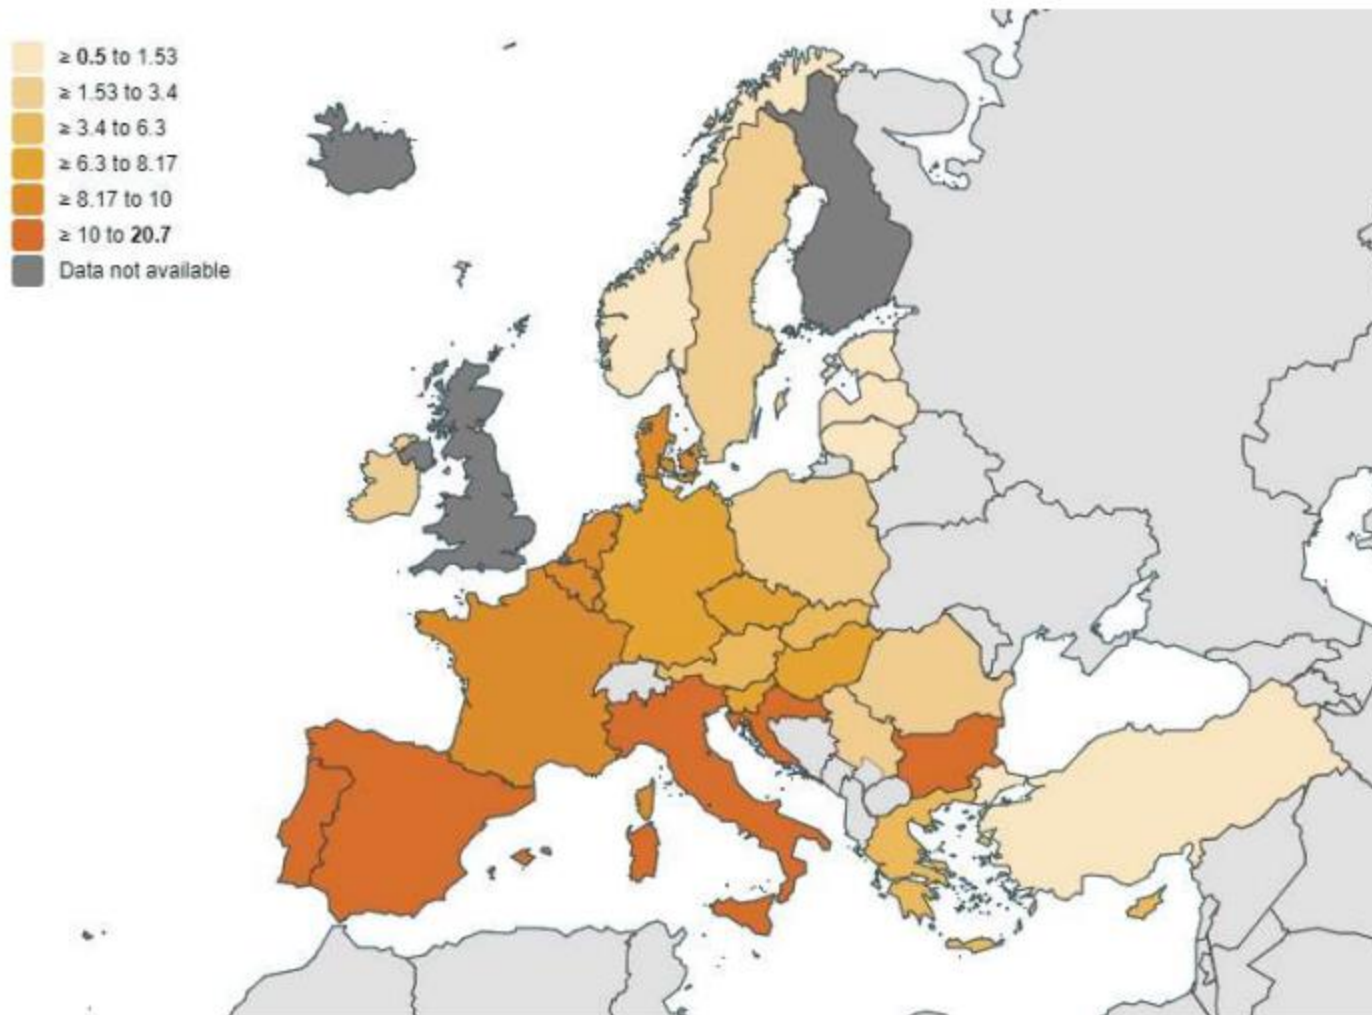 ≥ 0.5 to 1.53
≥ 1.53 to 3.4
≥ 3.4 to 6.3
≥ 6.3 to 8.17
≥ 8.17 to 10
≥ 10 to 20.7
Data not available